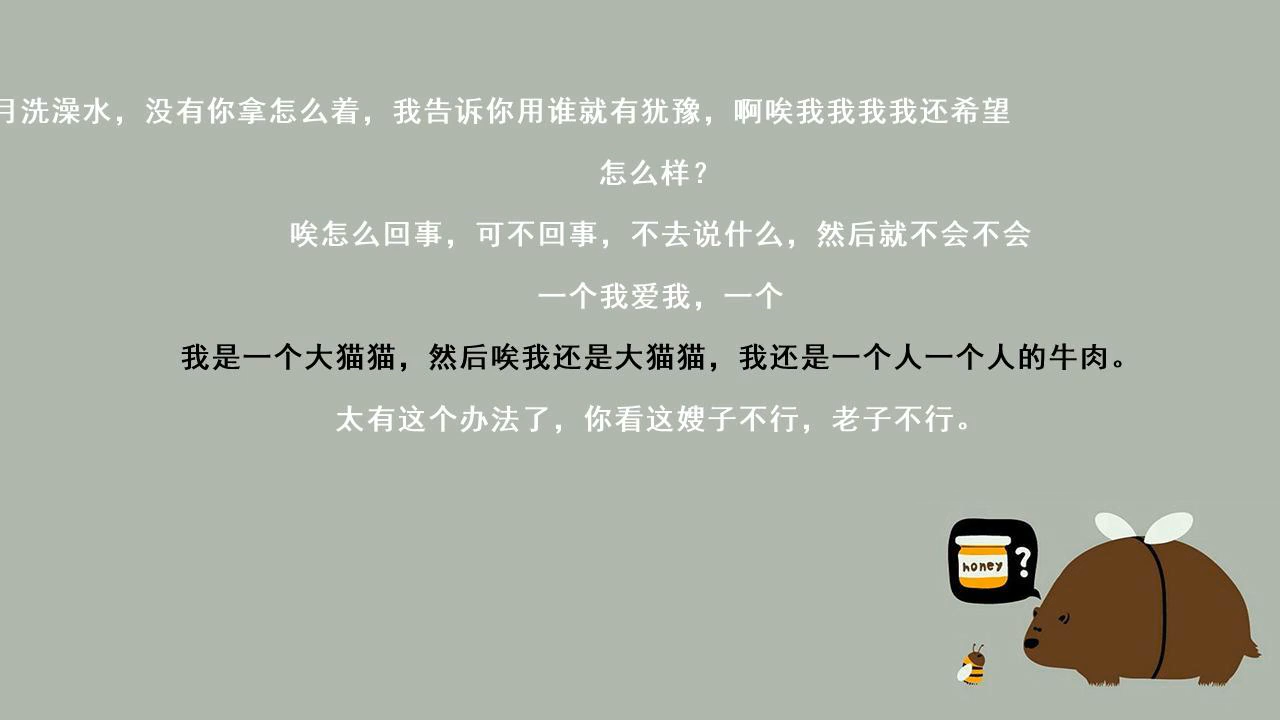 月洗澡水，没有你拿怎么着，我告诉你用谁就有犹豫，啊唉我我我我还希望
怎么样？
唉怎么回事，可不回事，不去说什么，然后就不会不会
一个我爱我，一个
我是一个大猫猫，然后唉我还是大猫猫，我还是一个人一个人的牛肉。
太有这个办法了，你看这嫂子不行，老子不行。
honey ?